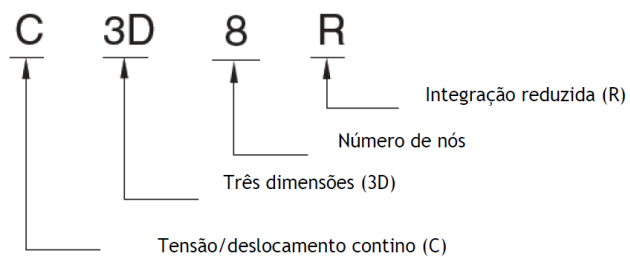 C 3D 8 R
Integração reduzida (R)
Número de nós
Três dimensões (3D)
Tensão/deslocamento contino (C)